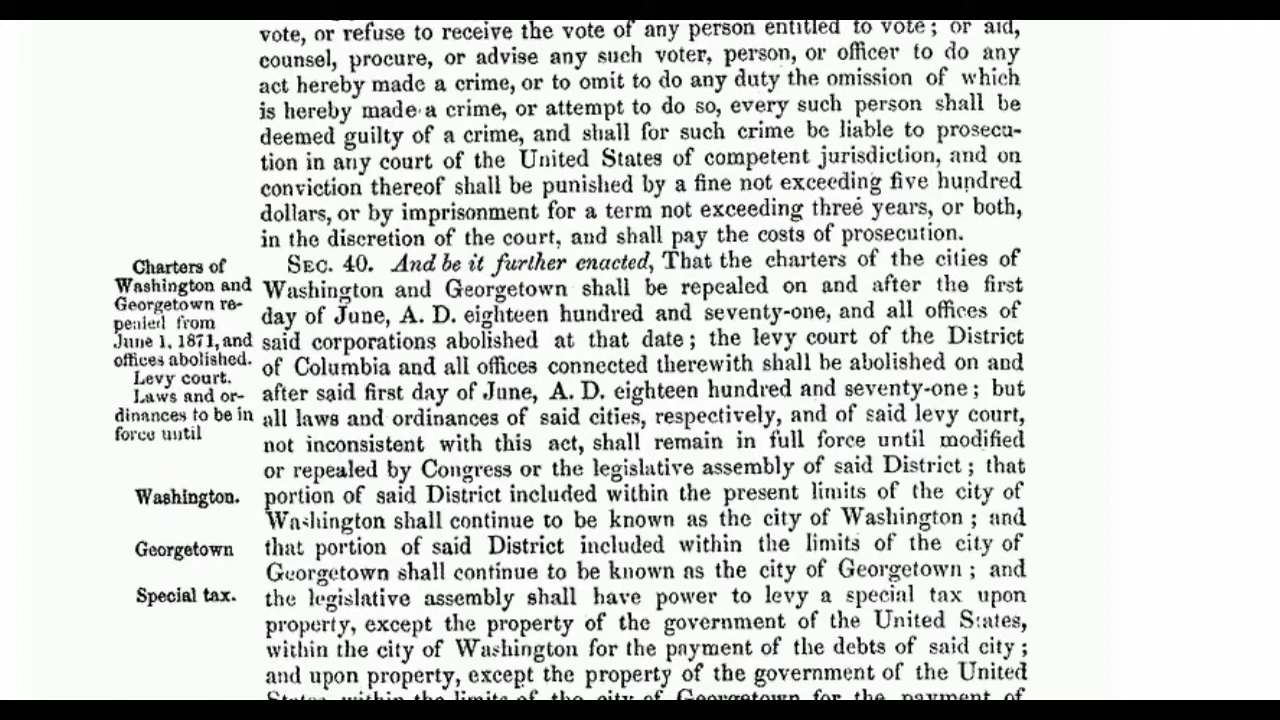 vote, or refuse to receive the vote of any person entitled to vote; or aid,
counsel, procure, or advise any such voter, person, or officer to do any
act hereby made a crime, or to omit to do any duty the omission of which
is hereby made a crime, or attempt to do so, every such person shall be
deemed guilty of a crime, and shall for such crime be liable to prosecu-
tion in any court of the United States of competent jurisdiction, and on
conviction thereof shall be punished by a fine not exceeding five hundred
dollars, or by imprisonment for a term not exceeding three years, or both,
in the discretion of the court, and shall pay the costs of prosecution.
Charters of
Washington and
Georgetown re-
pealed from
June 1, 1871, and
offices abolished.
Levy court.
Laws and or-
dinances to be in
force until
Washington.
Georgetown
Special tax.
SEC. 40. And be it further enacted, That the charters of the cities of
Washington and Georgetown shall be repealed on and after the first
day of June, A. D. eighteen hundred and seventy-one, and all offices of
said corporations abolished at that date; the levy court of the District
of Columbia and all offices connected therewith shall be abolished on and
after said first day of June, A. D. eighteen hundred and seventy-one; but
all laws and ordinances of said cities, respectively, and of said levy court,
not inconsistent with this act, shall remain in full force until modified
or repealed by Congress or the legislative assembly of said District; that
portion of said District included within the present limits of the city of
Washington shall continue to be known as the city of Washington; and
that portion of said District included within the limits of the city of
Georgetown shall continue to be known as the city of Georgetown; and
the legislative assembly shall have power to levy a special tax upon
property, except the property of the government of the United States,
within the city of Washington for the payment of the debts of said city;
and upon property, except the property of the government of the United
States, within the limits of the city of Georgetown for the payment of